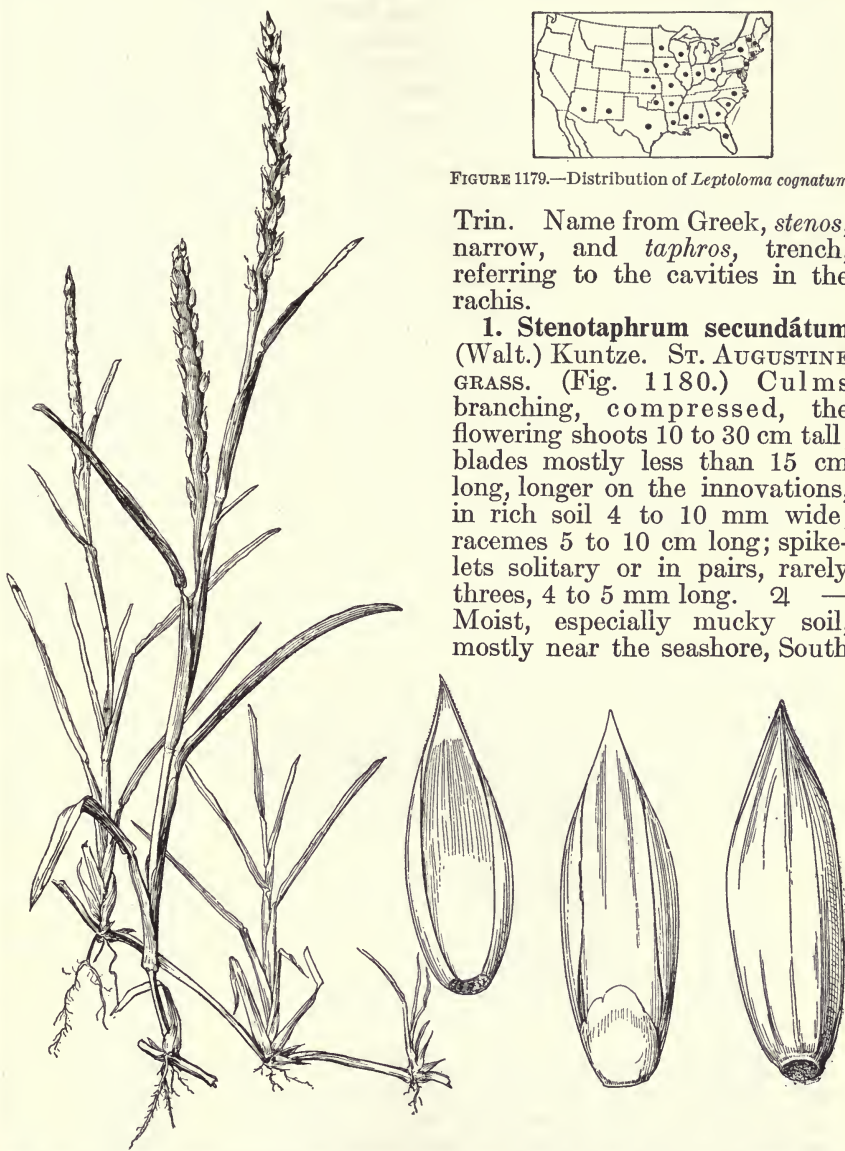 FIGURE 1179.—Distribution of Leptoloma cognatum
Trin. Name from Greek, stenos,
narrow, and taphros, trench,
referring to the cavities in the
rachis.
1. Stenotaphrum secundátum
(Walt.) Kuntze. ST. AUGUSTINE
GRASS. (Fig. 1180.) Culms
branching, compressed, the
flowering shoots 10 to 30 cm tall
blades mostly less than 15 cm
long, longer on the innovations,
in rich soil 4 to 10 mm wide
racemes 5 to 10 cm long; spike-
lets solitary or in pairs, rarely
threes, 4 to 5 mm long. ♃ —
Moist, especially mucky soil,
mostly near the seashore, South